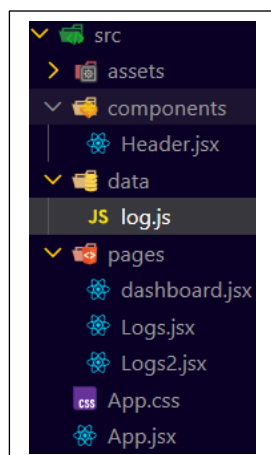 src
assets
components
Header.jsx
data
JS log.js
pages
dashboard.jsx
Logs.jsx
Logs2.jsx
css App.css
App.jsx